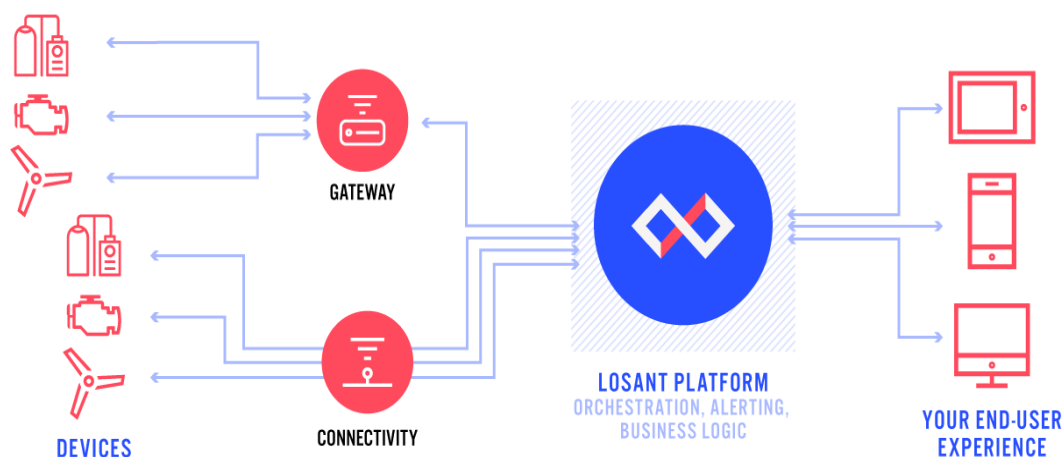 GATEWAY
CONNECTIVITY
DEVICES
LOSANT PLATFORM
ORCHESTRATION, ALERTING,
BUSINESS LOGIC
YOUR END-USER
EXPERIENCE